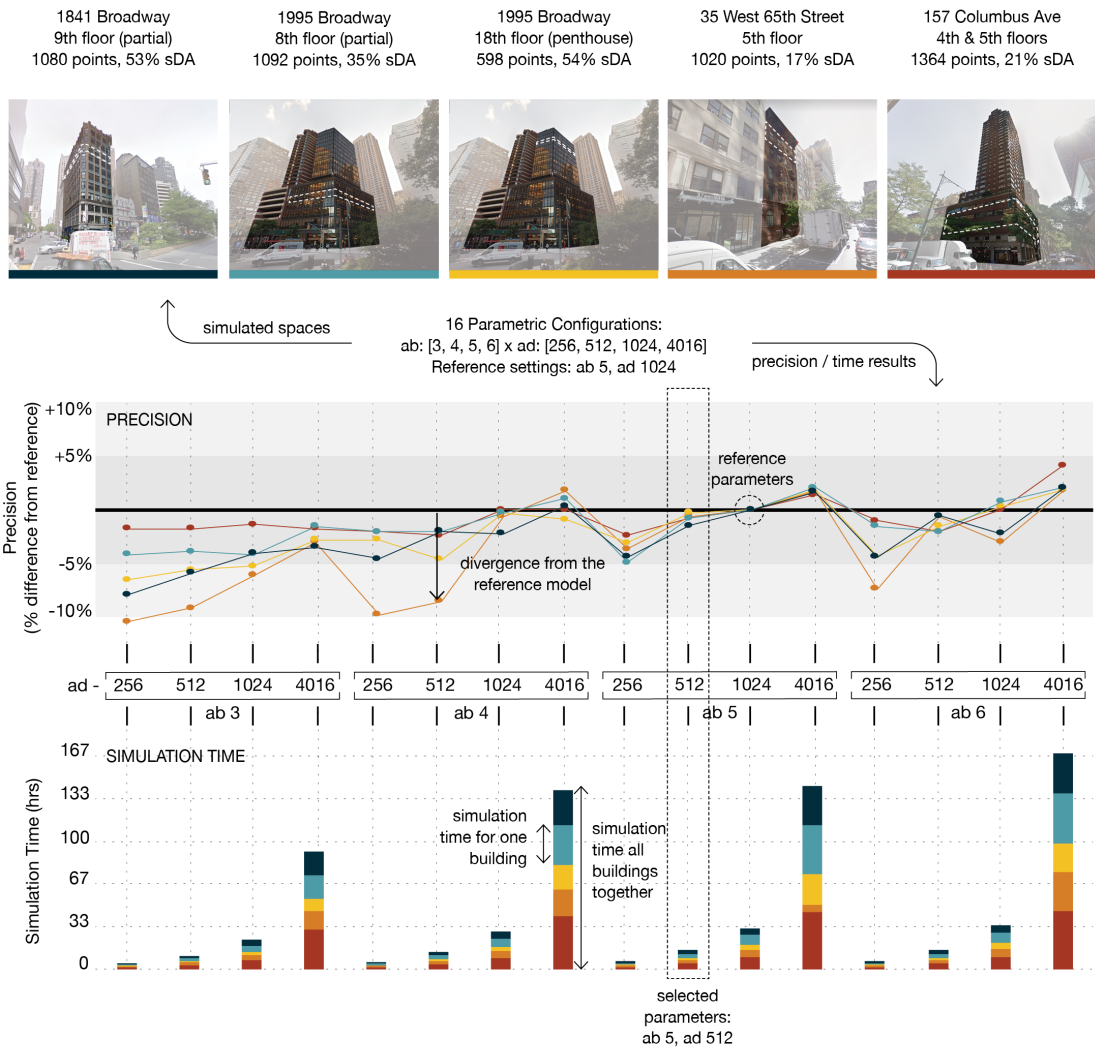 1841 Broadway
9th floor (partial)
1080 points, 53% sDA
1995 Broadway
8th floor (partial)
1092 points, 35% sDA
1995 Broadway
18th floor (penthouse)
598 points, 54% sDA
35 West 65th Street
5th floor
1020 points, 17% sDA
157 Columbus Ave
4th & 5th floors
1364 points, 21% sDA
simulated spaces
16 Parametric Configurations:
ab: [3, 4, 5, 6] x ad: [256, 512, 1024, 4016]
Reference settings: ab 5, ad 1024
precision / time results
Precision
(% difference from reference)
+10%
+5%
-5%
-10%
PRECISION
reference
parameters
divergence from the
reference model
ad -
256
512
1024
4016
256
512
1024
4016
256
512
1024
4016
256
512
1024
4016
ab 3
ab 4
ab 5
ab 6
SIMULATION TIME
Simulation Time (hrs)
167
133
100
67
33
0
simulation
time for one
building
simulation
time all
buildings
together
selected
parameters:
ab 5, ad 512